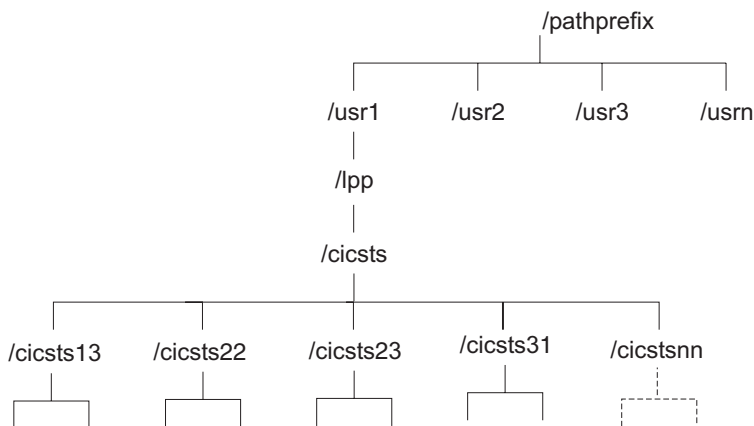 /pathprefix
/usr1 /usr2 /usr3 /usrn
/lpp
/cicsts
/cicsts13 /cicsts22 /cicsts23 /cicsts31 /cicstsnn